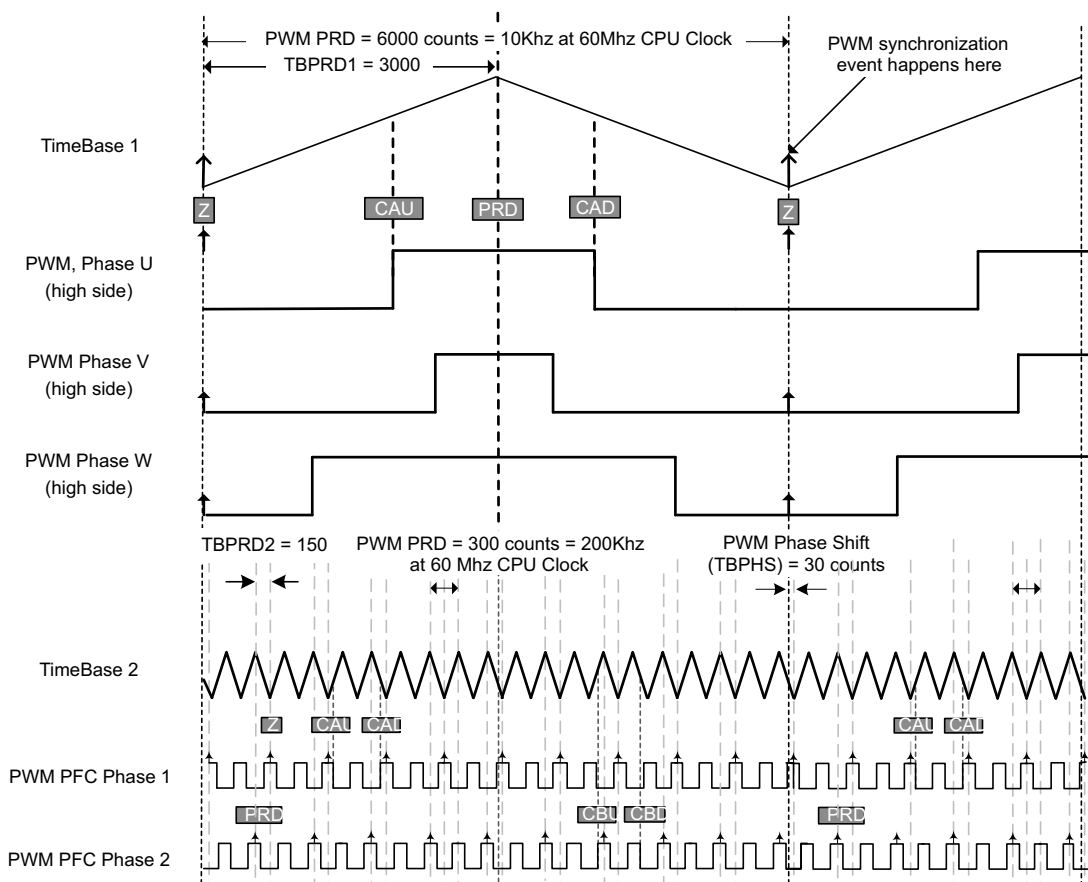 PWM PRD = 6000 counts = 10Khz at 60Mhz CPU Clock
TBPRD1 = 3000
PWM synchronization
event happens here
TimeBase 1
Z
CAU
PRD
CAD
Z
PWM, Phase U
(high side)
PWM Phase V
(high side)
PWM Phase W
(high side)
TBPRD2 = 150
PWM PRD = 300 counts = 200Khz
at 60 Mhz CPU Clock
PWM Phase Shift
(TBPHS) = 30 counts
TimeBase 2
Z
CAU
CAD
CAU
CAD
PWM PFC Phase 1
PRD
CBU
CBD
PRD
PWM PFC Phase 2